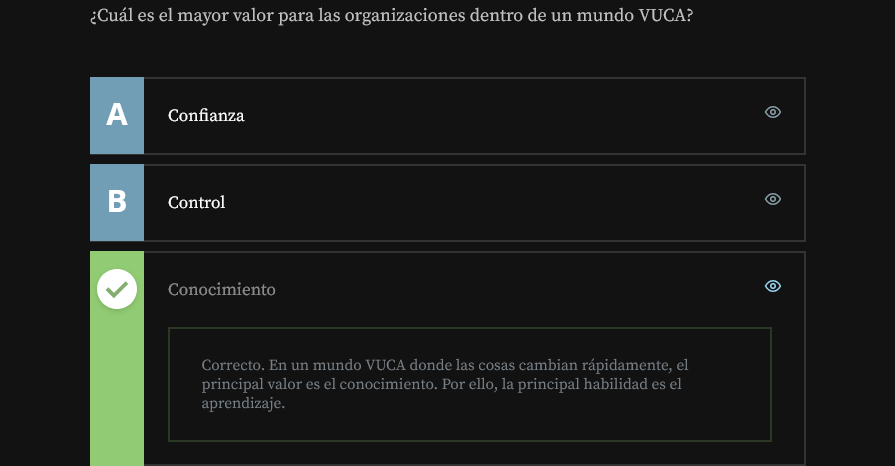 ¿Cuál es el mayor valor para las organizaciones dentro de un mundo VUCA?
A
Confianza
B
Control
Conocimiento
Correcto. En un mundo VUCA donde las cosas cambian rápidamente, el
principal valor es el conocimiento. Por ello, la principal habilidad es el
aprendizaje.